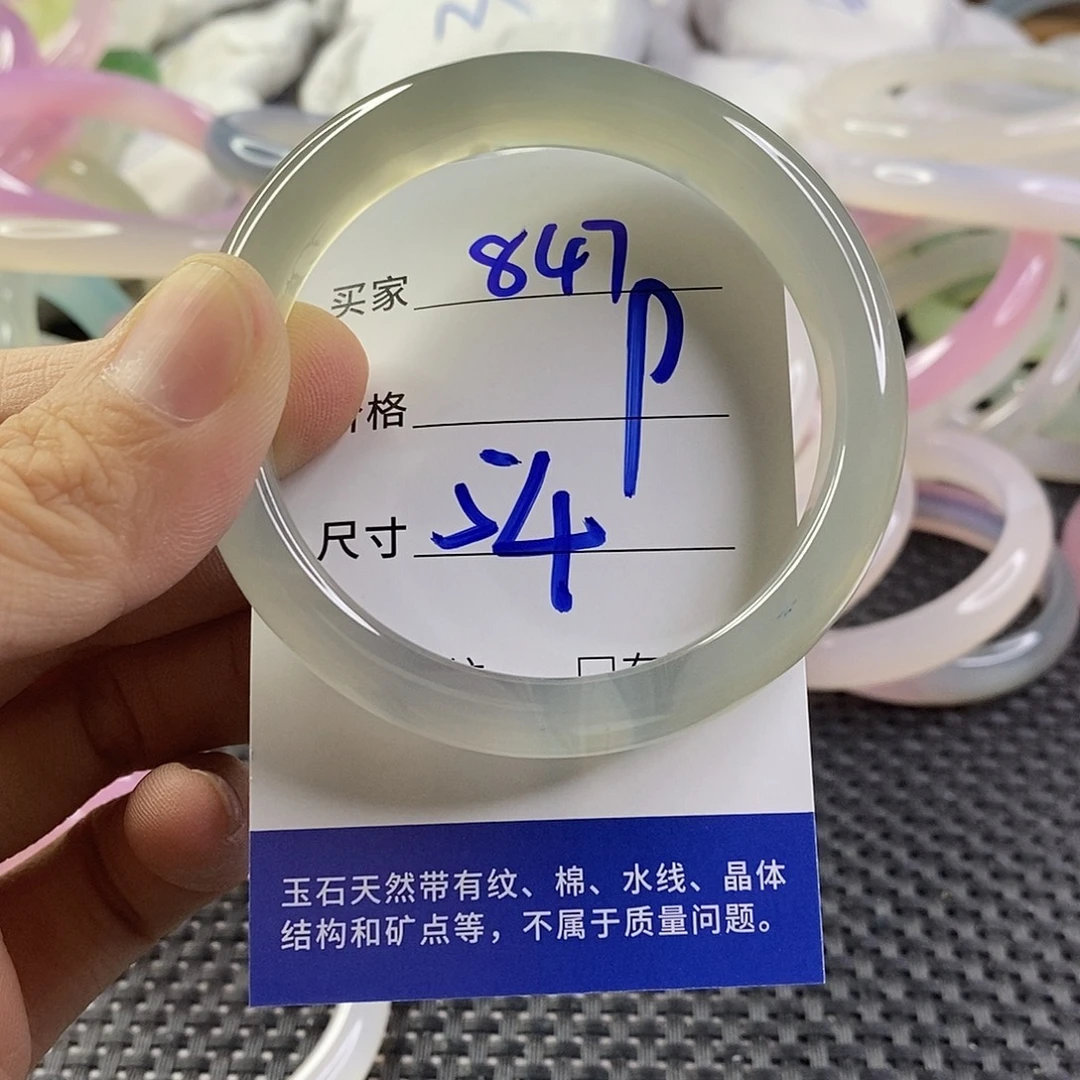 买家 847
p
格
尺寸 54
玉石天然带有纹、棉、水线、晶体
结构和矿点等，不属于质量问题。